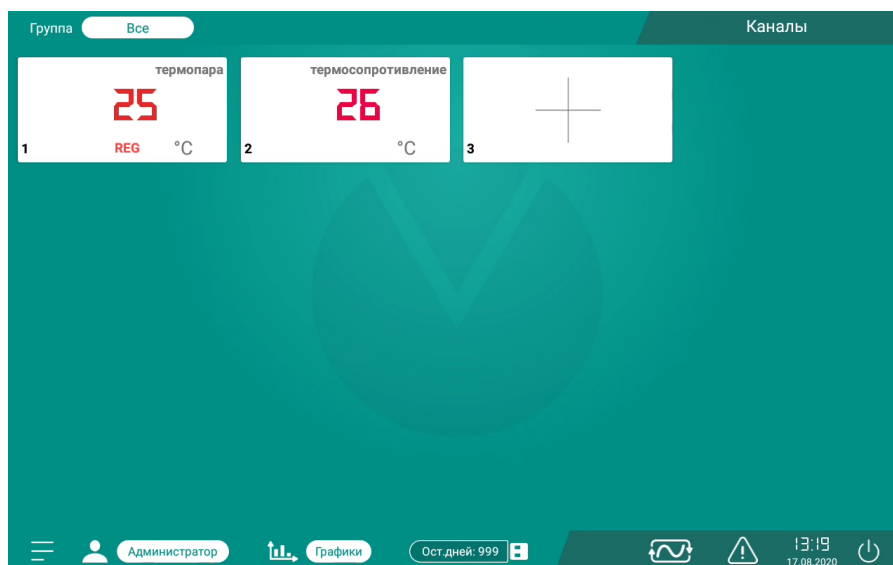 Группа Все Каналы
термопара
25
1 REG °C
термосопротивление
26
2 °C
3
Администратор Графики Ост.дней: 999 13:19
17.08.2020